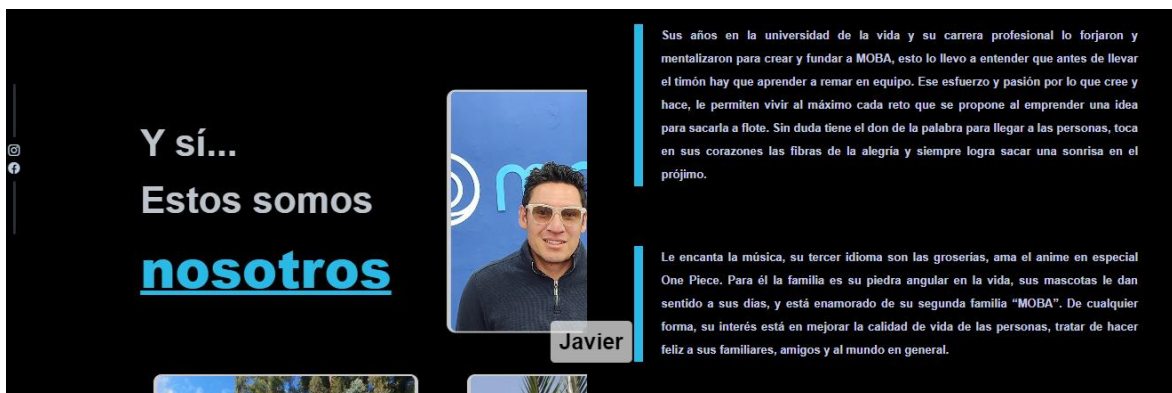 Y sí...
Estos somos
nosotros
m
Javier
Sus años en la universidad de la vida y su carrera profesional lo forjaron y
mentalizaron para crear y fundar a MOBA, esto lo llevo a entender que antes de llevar
el timón hay que aprender a remar en equipo. Ese esfuerzo y pasión por lo que cree y
hace, le permiten vivir al máximo cada reto que se propone al emprender una idea
para sacarla a flote. Sin duda tiene el don de la palabra para llegar a las personas, toca
en sus corazones las fibras de la alegría y siempre logra sacar una sonrisa en el
prójimo.
Le encanta la música, su tercer idioma son las groserías, ama el anime en especial
One Piece. Para él la familia es su piedra angular en la vida, sus mascotas le dan
sentido a sus días, y está enamorado de su segunda familia “MOBA”. De cualquier
forma, su interés está en mejorar la calidad de vida de las personas, tratar de hacer
feliz a sus familiares, amigos y al mundo en general.